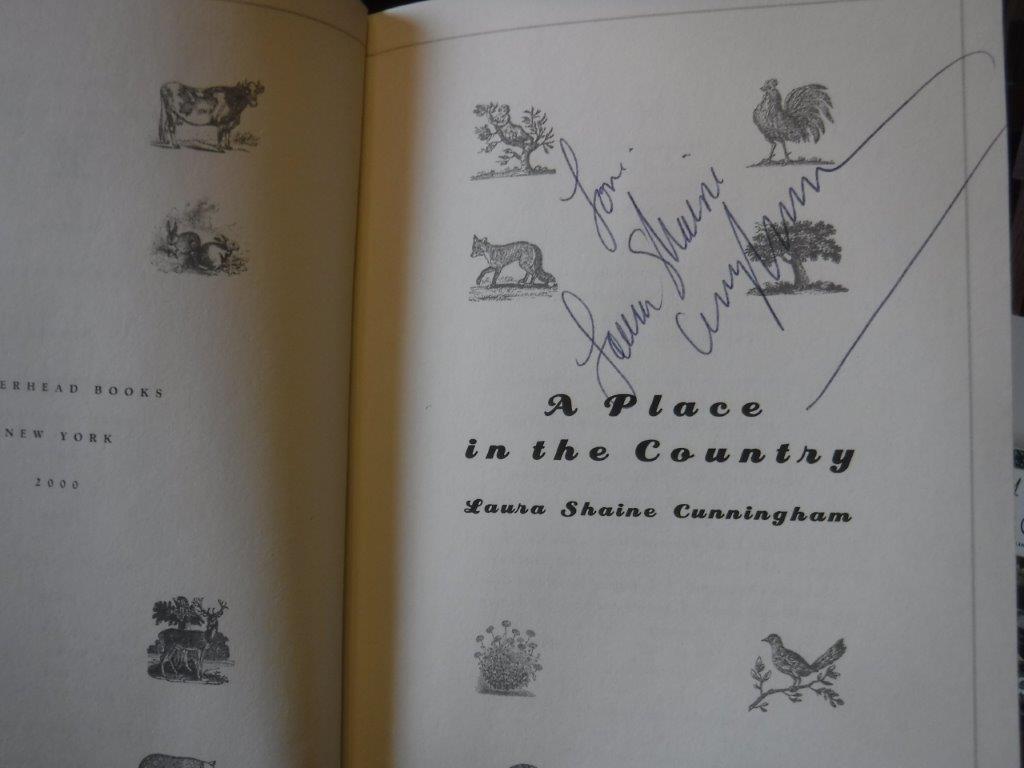 ERHEAD BOOKS
NEW YORK
2000
Laura Shaine
Cunningham
A Place
in the Country
Laura Shaine Cunningham